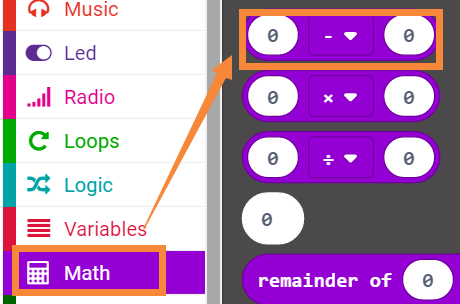 Music
Led
Radio
Loops
Logic
Variables
Math
0 - 0
0 × 0
0 ÷ 0
0
remainder of 0